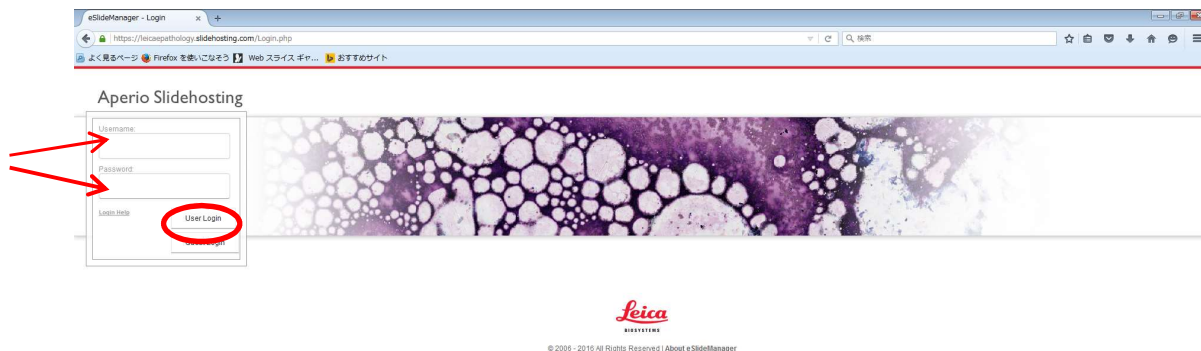 eSlideManager - Login
https://leicaepathology.slidehosting.com/Login.php
検索
よく見るページ Firefox を使いこなそう Web スライス ギャ... おすすめサイト
Aperio Slidehosting
Username:
Password:
Login Help
User Login
Leica
BIOSYSTEMS
© 2006 - 2016 All Rights Reserved | About eSlideManager